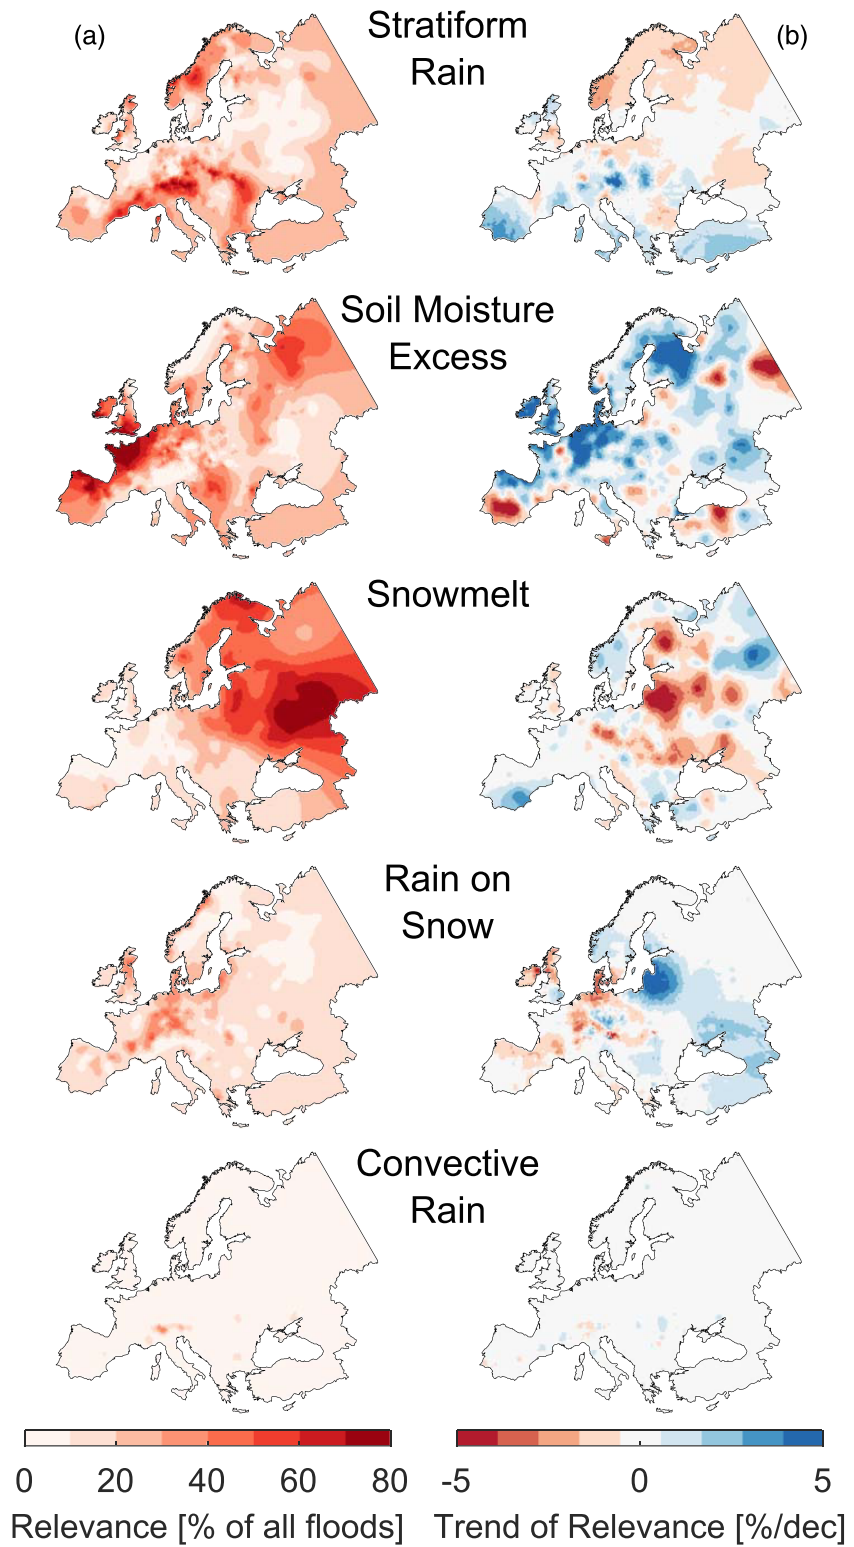 (a)
Stratiform
Rain
(b)
Soil Moisture
Excess
Snowmelt
Rain on
Snow
Convective
Rain
0 20 40 60 80
Relevance [% of all floods]
-5 0 5
Trend of Relevance [%/dec]